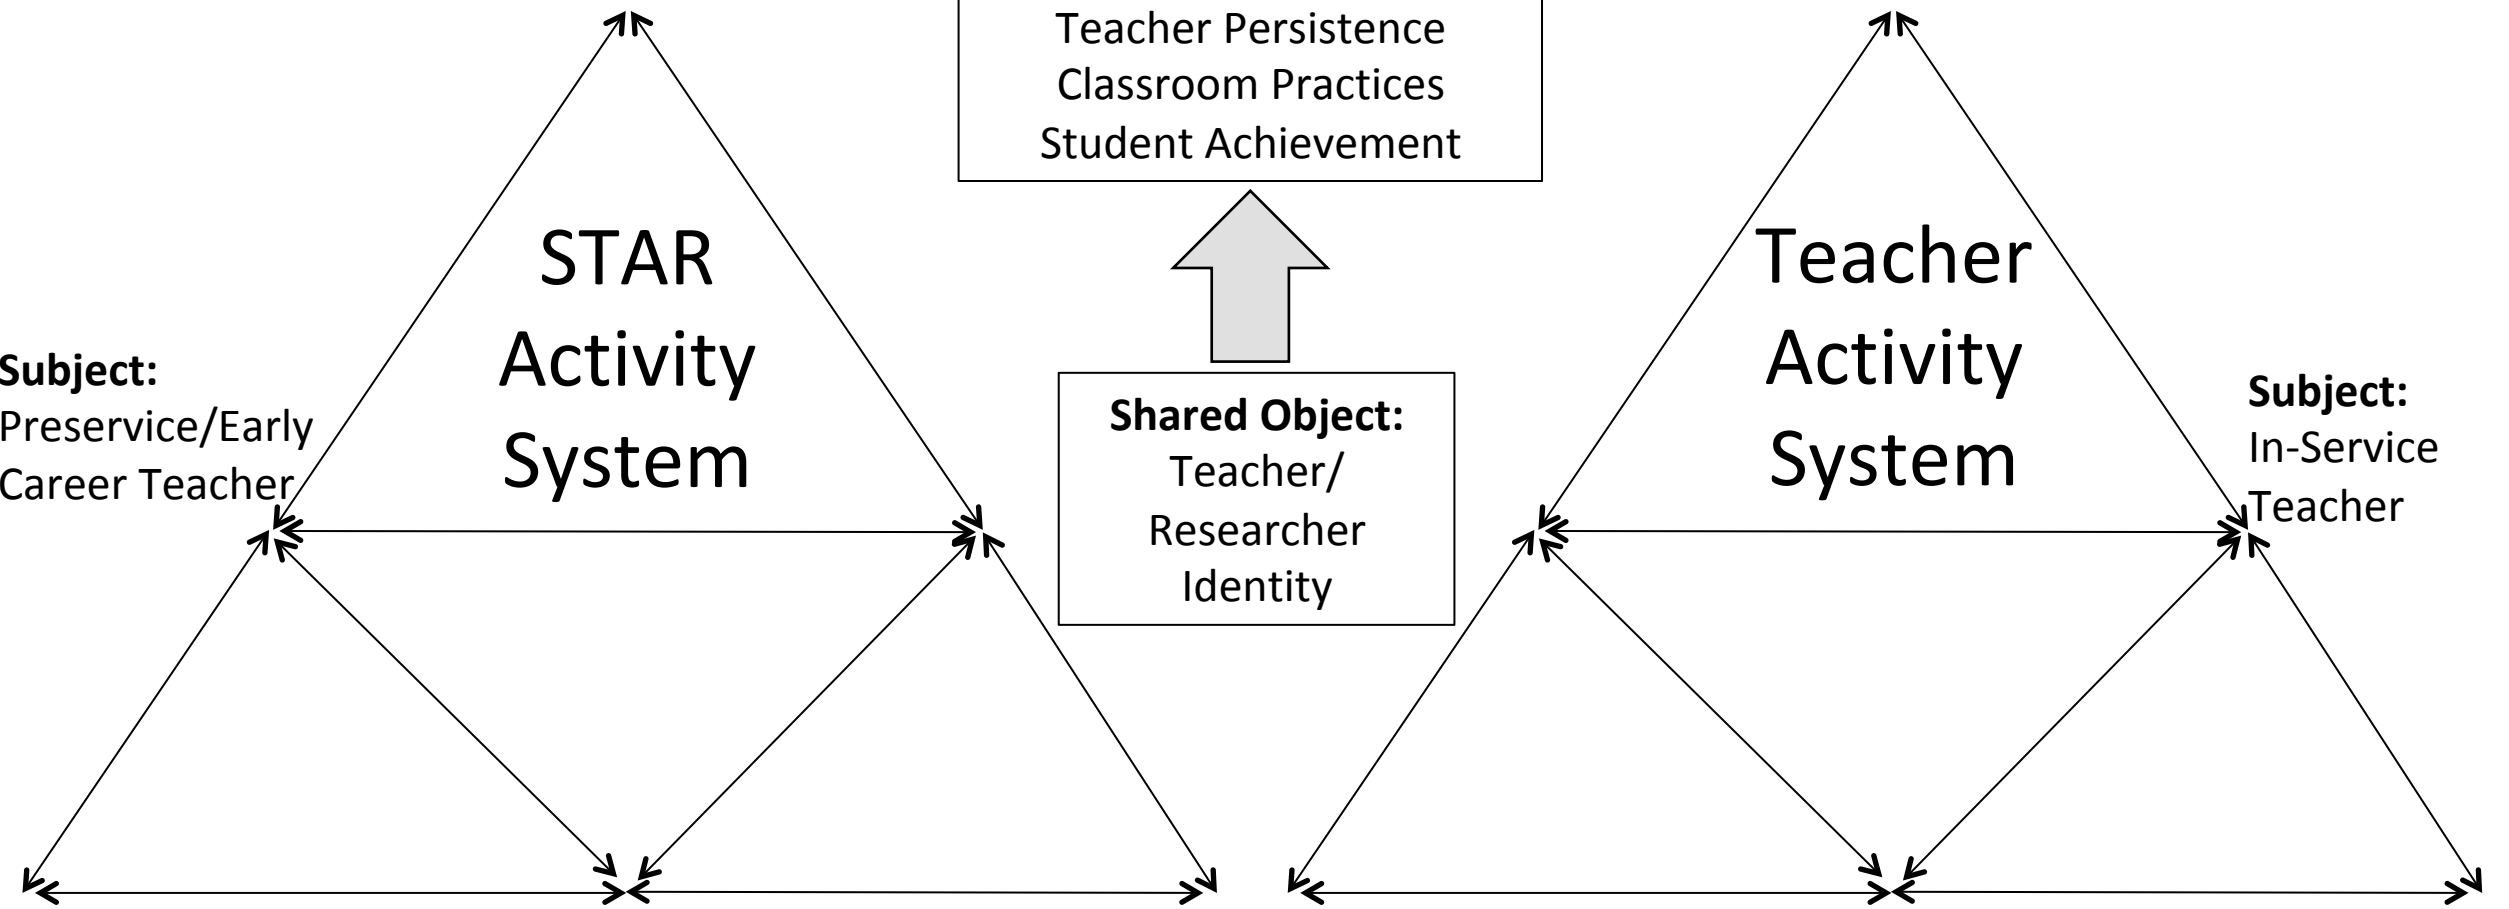 Teacher Persistence
Classroom Practices
Student Achievement
STAR
Activity
System
Subject:
Preservice/Early
Career Teacher
Shared Object:
Teacher/
Researcher
Identity
Teacher
Activity
System
Subject:
In-Service
Teacher